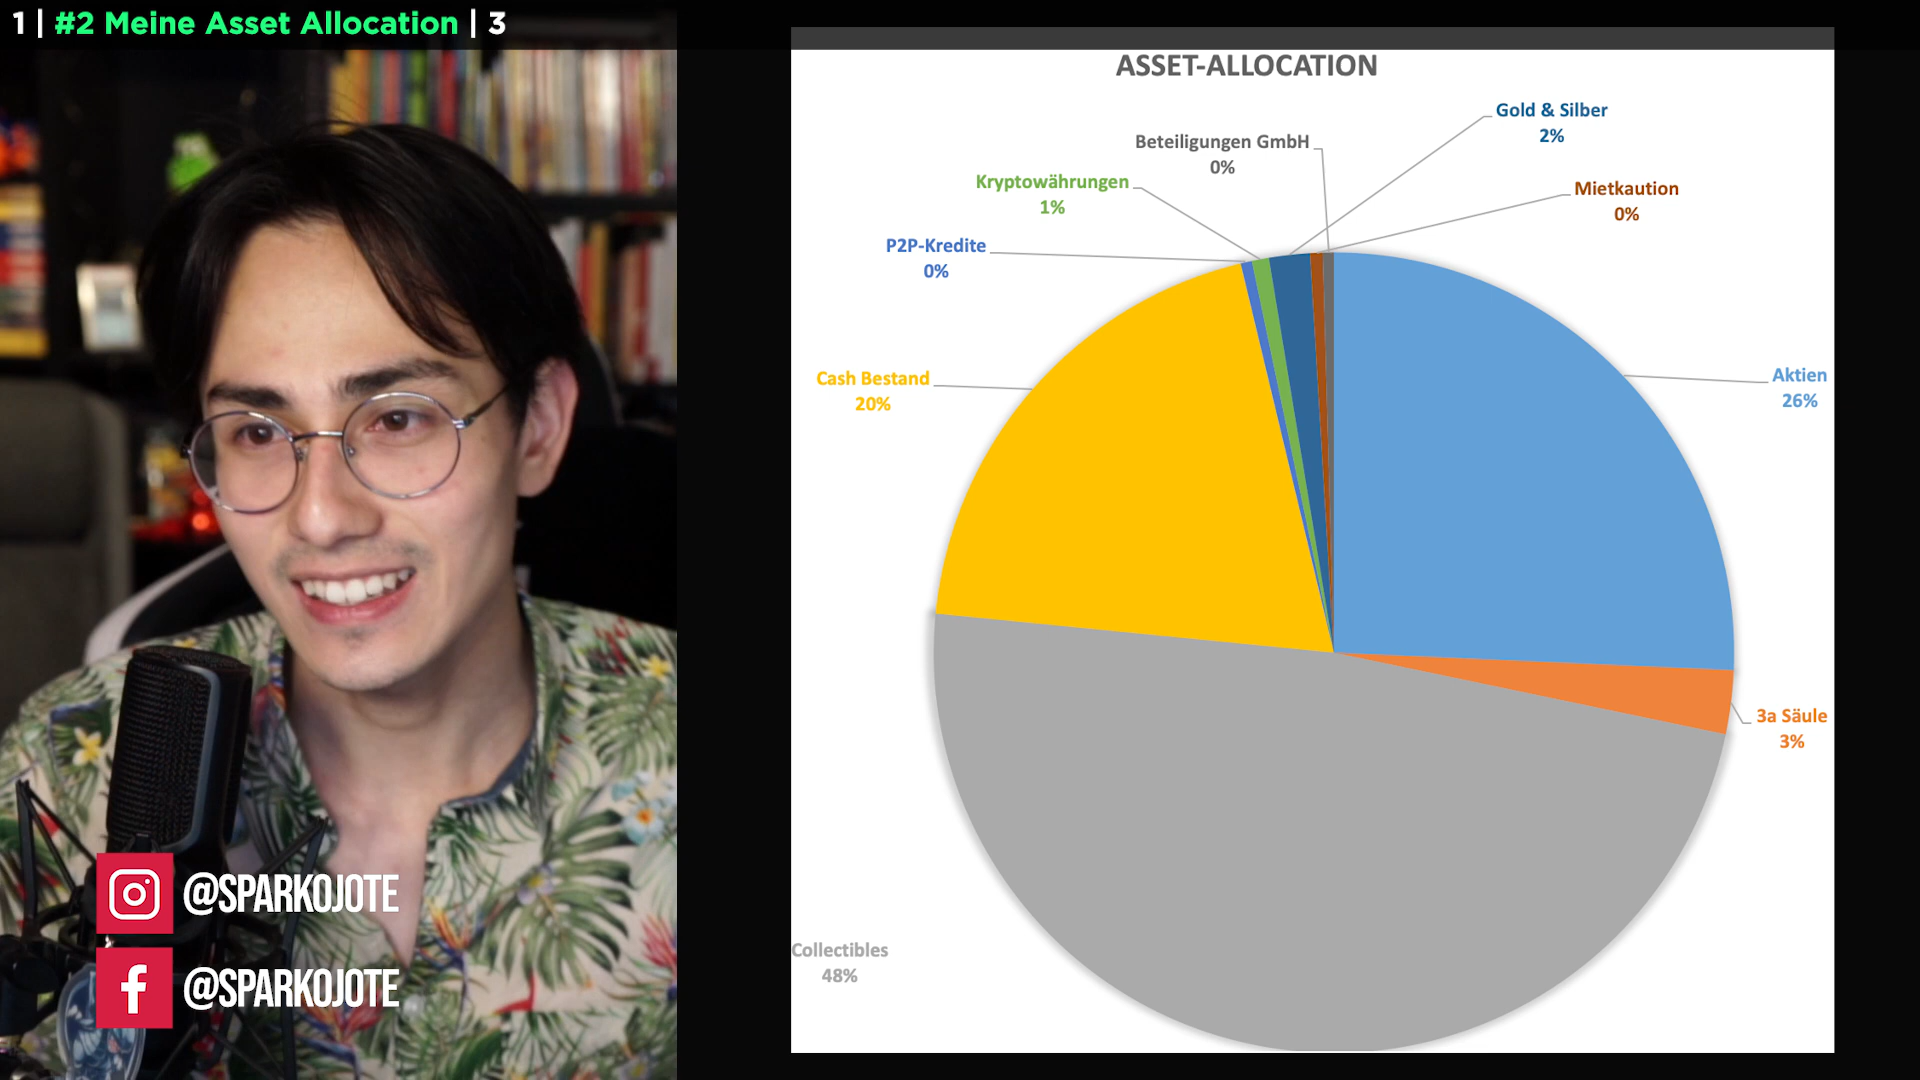 1 | #2 Meine Asset Allocation | 3
ASSET-ALLOCATION
Gold & Silber
2%
Beteiligungen GmbH
0%
Kryptowährungen
1%
Mietkaution
0%
P2P-Kredite
0%
Cash Bestand
20%
Aktien
26%
3a Säule
3%
Collectibles
48%
@SPARKOJOTE
@SPARKOJOTE